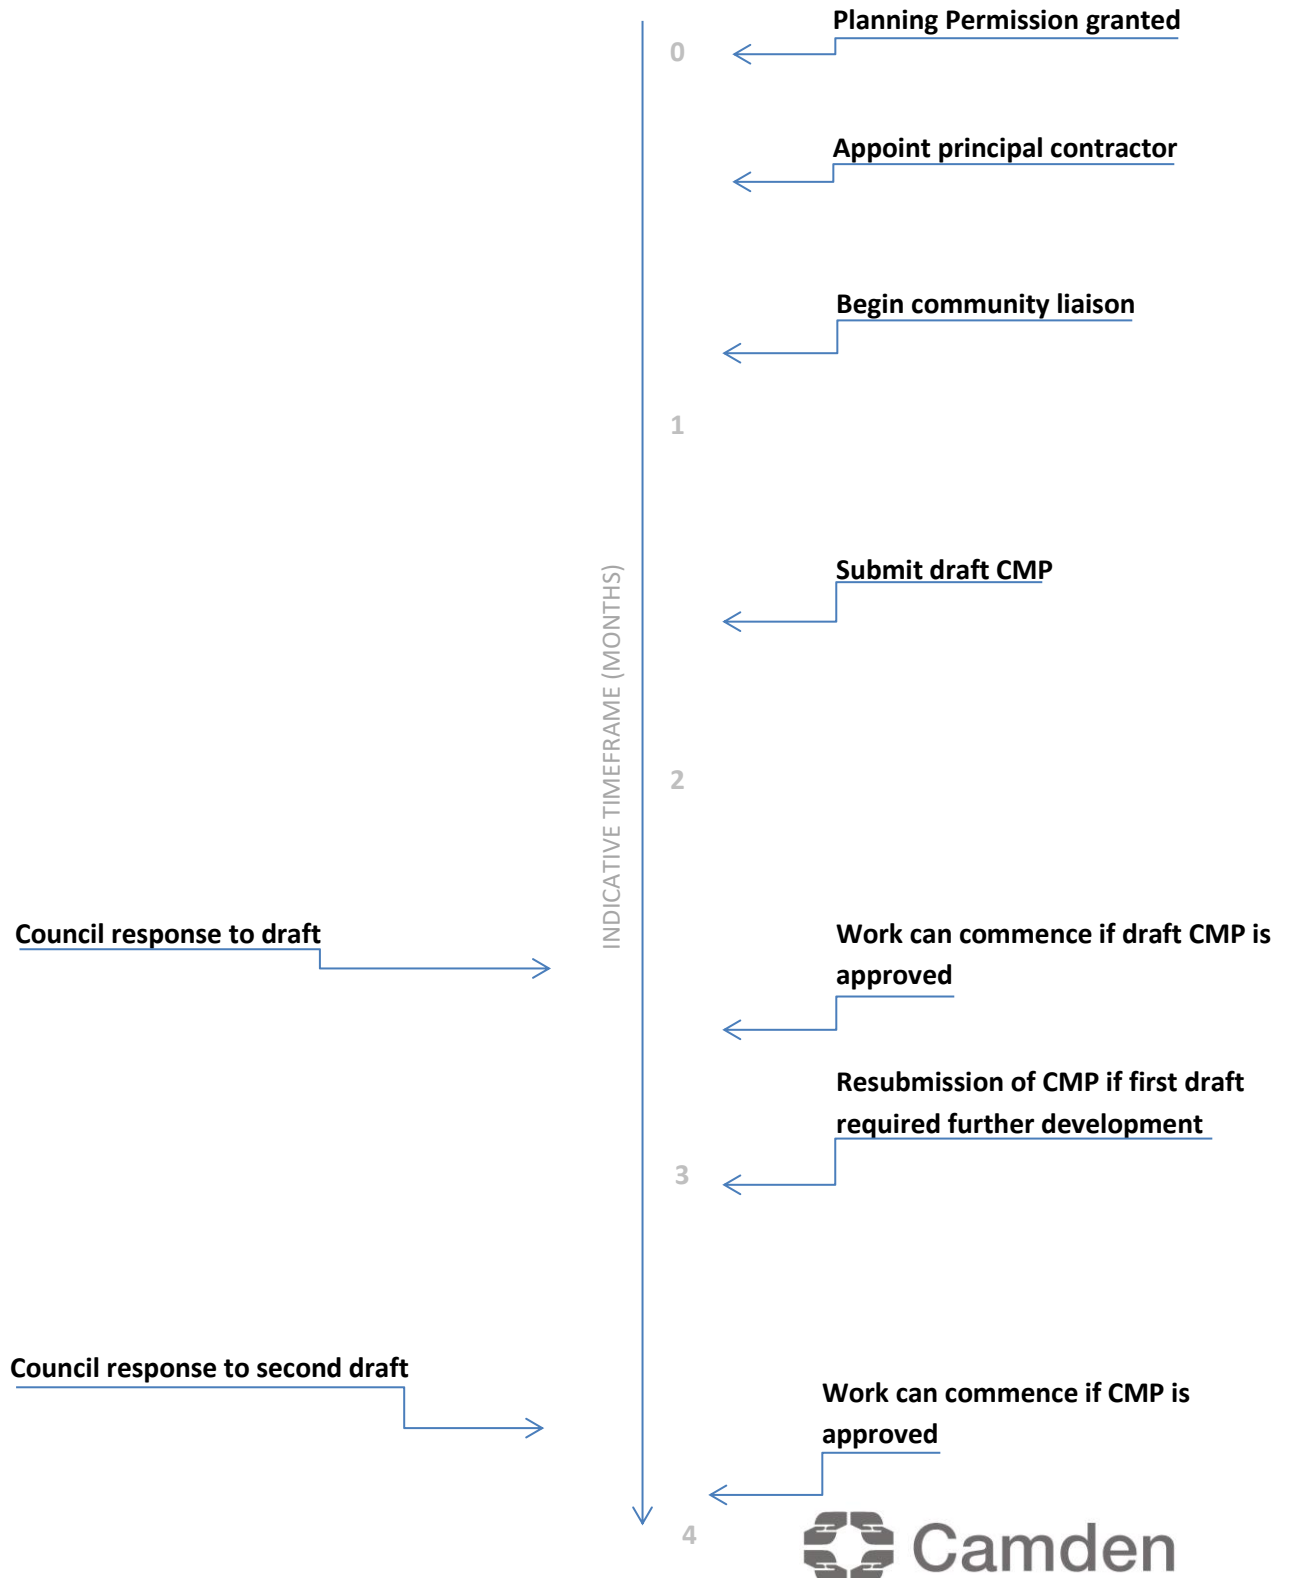 Planning Permission granted
0
Appoint principal contractor
Begin community liaison
1
Submit draft CMP
INDICATIVE TIMEFRAME (MONTHS)
2
Council response to draft
Work can commence if draft CMP is
approved
Resubmission of CMP if first draft
required further development
3
Council response to second draft
Work can commence if CMP is
approved
4
Camden